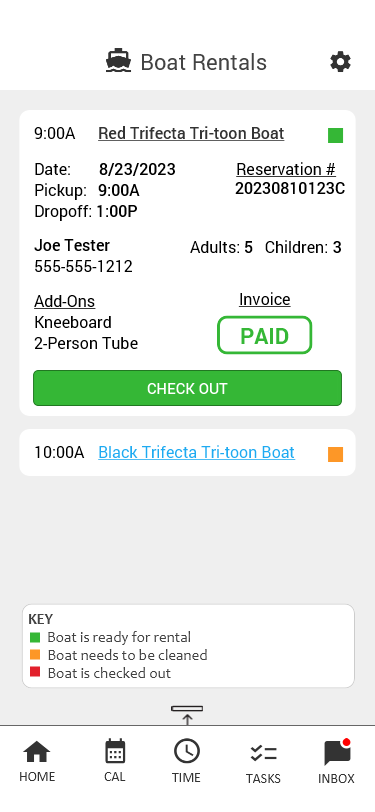 Boat Rentals
9:00A Red Trifecta Tri-toon Boat
Date: 8/23/2023 Reservation #
Pickup: 9:00A 20230810123C
Dropoff: 1:00P
Joe Tester Adults: 5 Children: 3
555-555-1212
Add-Ons Invoice
Kneeboard PAID
2-Person Tube
CHECK OUT
10:00A Black Trifecta Tri-toon Boat
KEY
Boat is ready for rental
Boat needs to be cleaned
Boat is checked out
HOME CAL TIME TASKS INBOX